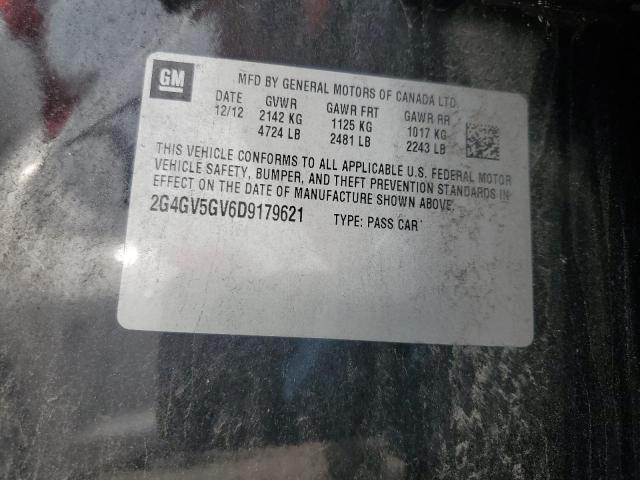 GM
MFD BY GENERAL MOTORS OF CANADA LTD.
DATE GVWR GAWR FRT GAWR RR
12/12 2142 KG 1125 KG 1017 KG
4724 LB 2481 LB 2243 LB
THIS VEHICLE CONFORMS TO ALL APPLICABLE U.S. FEDERAL MOTOR
VEHICLE SAFETY, BUMPER, AND THEFT PREVENTION STANDARDS IN
EFFECT ON THE DATE OF MANUFACTURE SHOWN ABOVE.
2G4GV5GV6D9179621 TYPE: PASS CAR